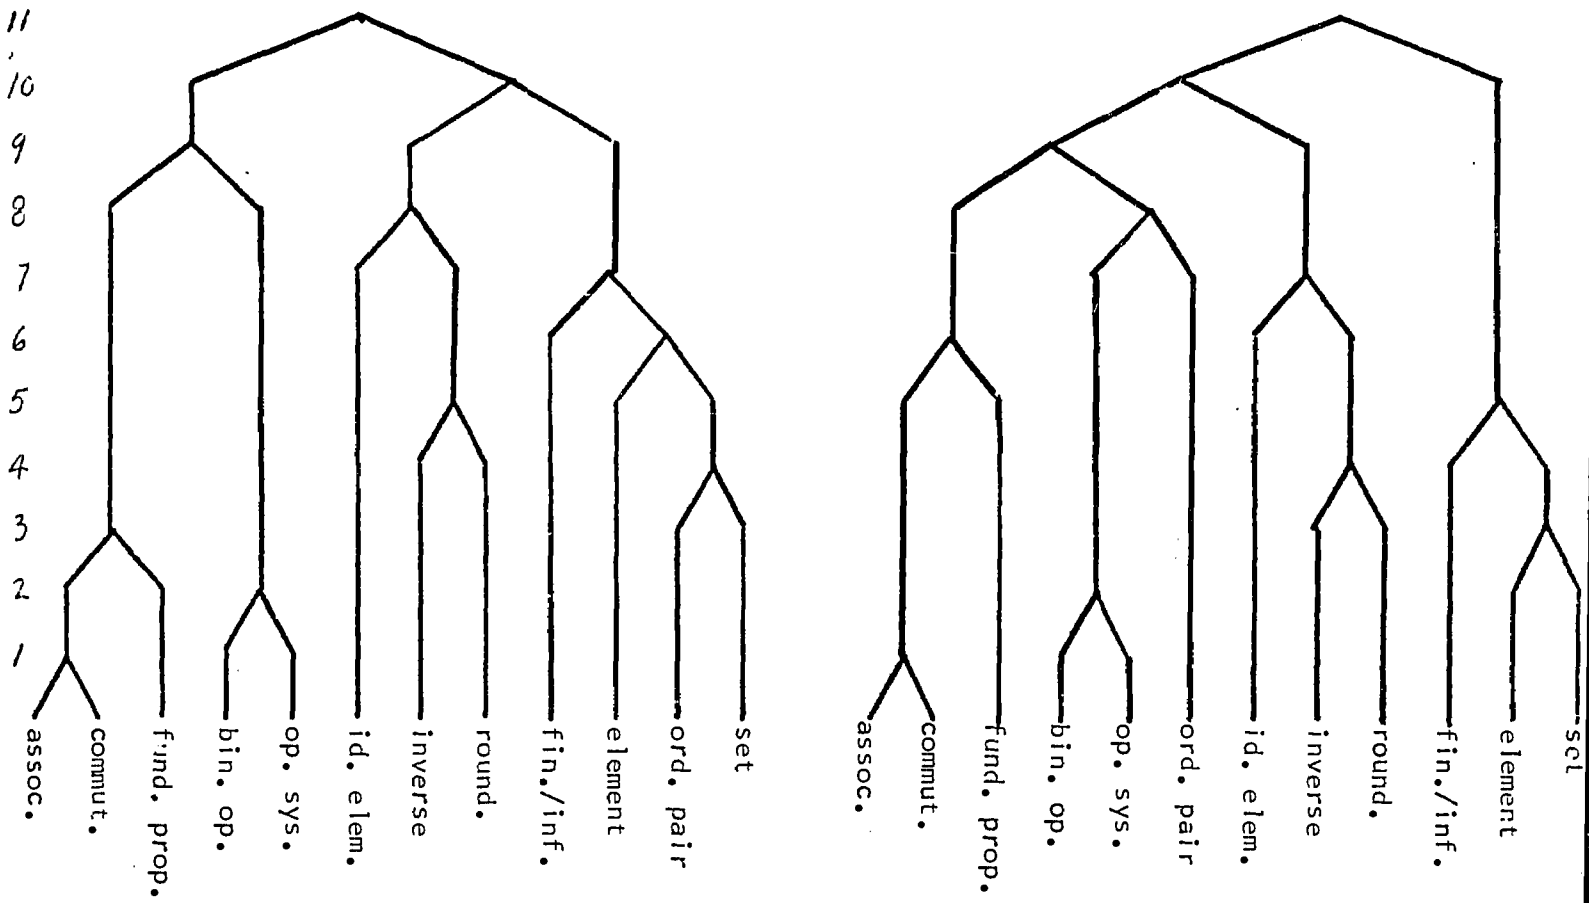 11
10
9
8
7
6
5
4
3
2
1
assoc.
commut.
fund. prop.
bin. op.
op. sys.
id. elem.
inverse
round.
fin./inf.
element
ord. pair
set
assoc.
commut.
fund. prop.
bin. op.
op. sys.
ord. pair
id. elem.
inverse
round.
fin./inf.
element
set